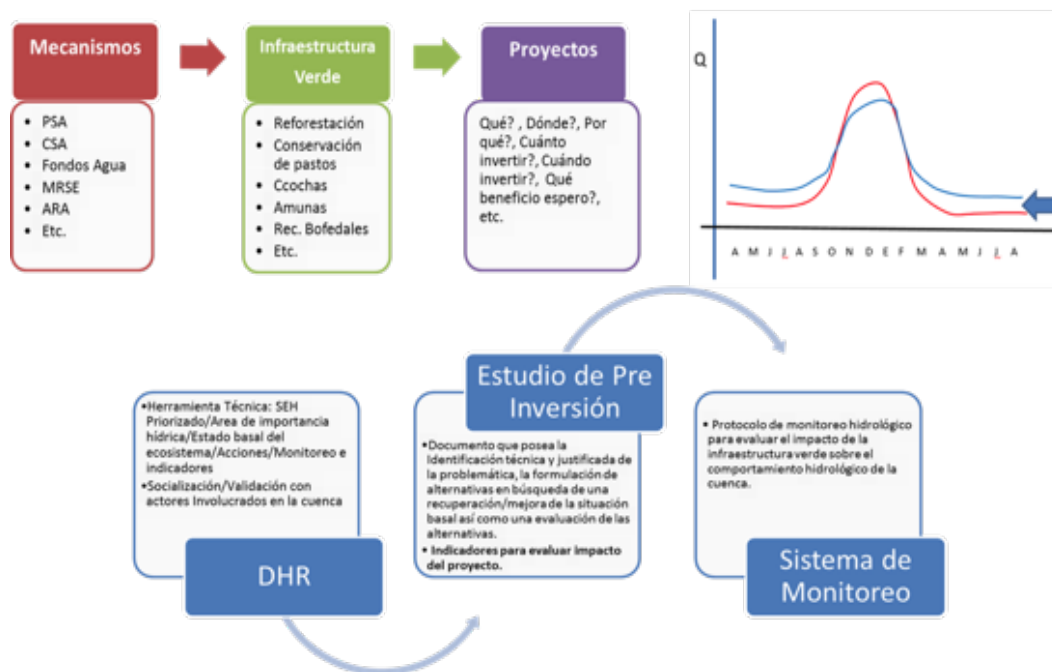 Mecanismos
• PSA
• CSA
• Fondos Agua
• MRSE
• ARA
• Etc.
Infraestructura
Verde
• Reforestación
• Conservación
de pastos
• Ccochas
• Amunas
• Rec. Bofedales
• Etc.
Proyectos
Qué? , Dónde?, Por
qué?, Cuánto
invertir?, Cuándo
invertir?, Qué
beneficio espero?,
etc.
Q
A M J J A S O N D E F M A M J J A
•Herramienta Técnica: SEH
Priorizado/Area de importancia
hídrica/Estado basal del
ecosistema/Acciones/Monitoreo e
indicadores
•Socialización/Validación con
actores Involucrados en la cuenca
DHR
Estudio de Pre
Inversión
•Documento que posea la
Identificación técnica y justificada de
la problemática, la formulación de
alternativas en búsqueda de una
recuperación/mejora de la situación
basal así como una evaluación de las
alternativas.
• Indicadores para evaluar impacto
del proyecto.
• Protocolo de monitoreo hidrológico
para evaluar el impacto de la
infraestructura verde sobre el
comportamiento hidrológico de la
cuenca.
Sistema de
Monitoreo